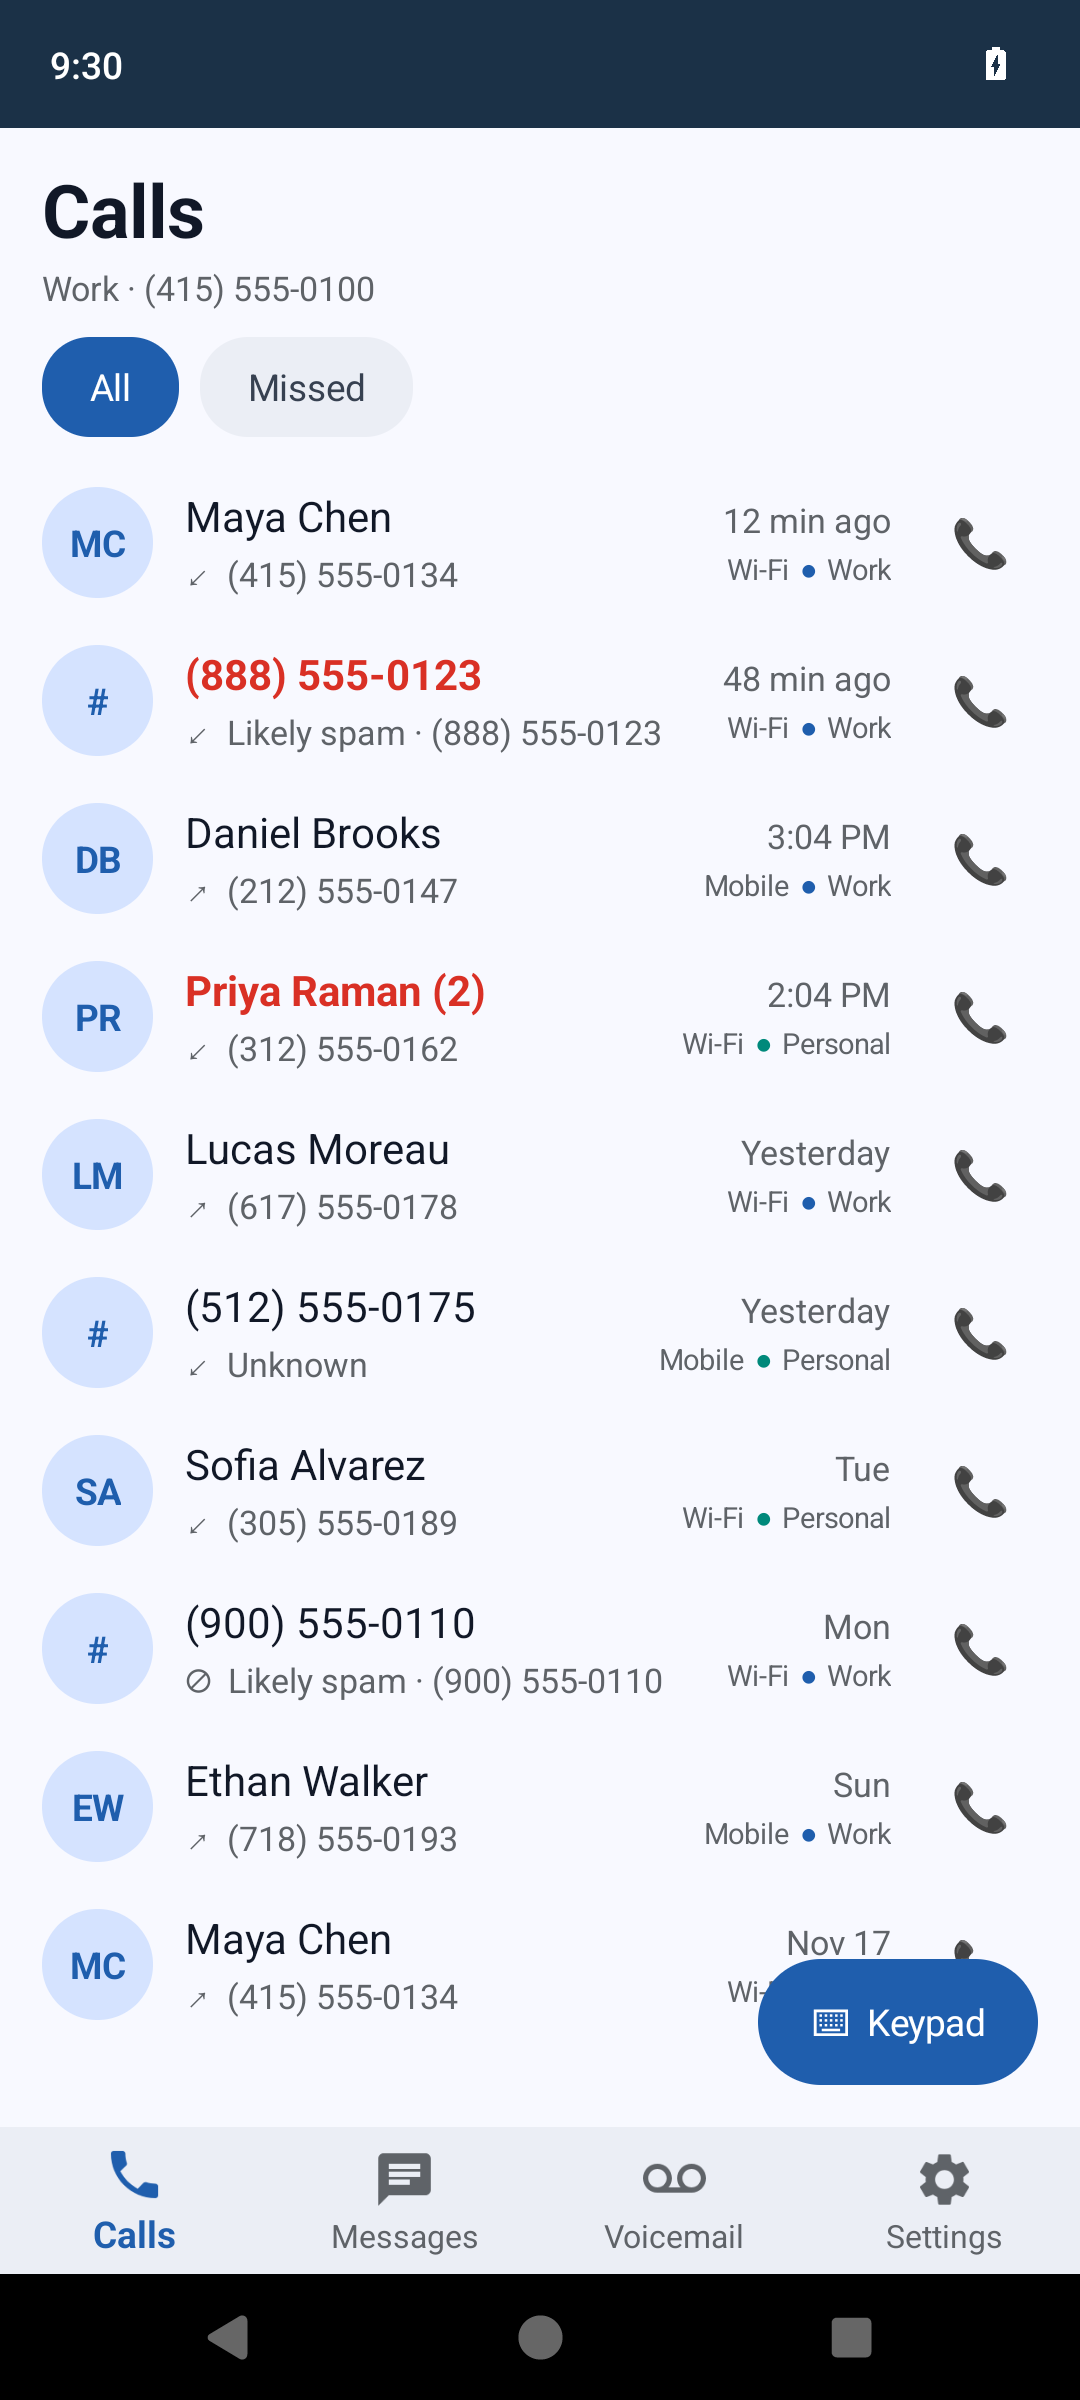 9:30
Calls
Work · (415) 555-0100
All
Missed
MC
Maya Chen
↙ (415) 555-0134
12 min ago
Wi-Fi ● Work
#
(888) 555-0123
↙ Likely spam · (888) 555-0123
48 min ago
Wi-Fi ● Work
DB
Daniel Brooks
↗ (212) 555-0147
3:04 PM
Mobile ● Work
PR
Priya Raman (2)
↙ (312) 555-0162
2:04 PM
Wi-Fi ● Personal
LM
Lucas Moreau
↗ (617) 555-0178
Yesterday
Wi-Fi ● Work
#
(512) 555-0175
↙ Unknown
Yesterday
Mobile ● Personal
SA
Sofia Alvarez
↙ (305) 555-0189
Tue
Wi-Fi ● Personal
#
(900) 555-0110
⊘ Likely spam · (900) 555-0110
Mon
Wi-Fi ● Work
EW
Ethan Walker
↗ (718) 555-0193
Sun
Mobile ● Work
MC
Maya Chen
↗ (415) 555-0134
Nov 17
Keypad
Calls
Messages
Voicemail
Settings